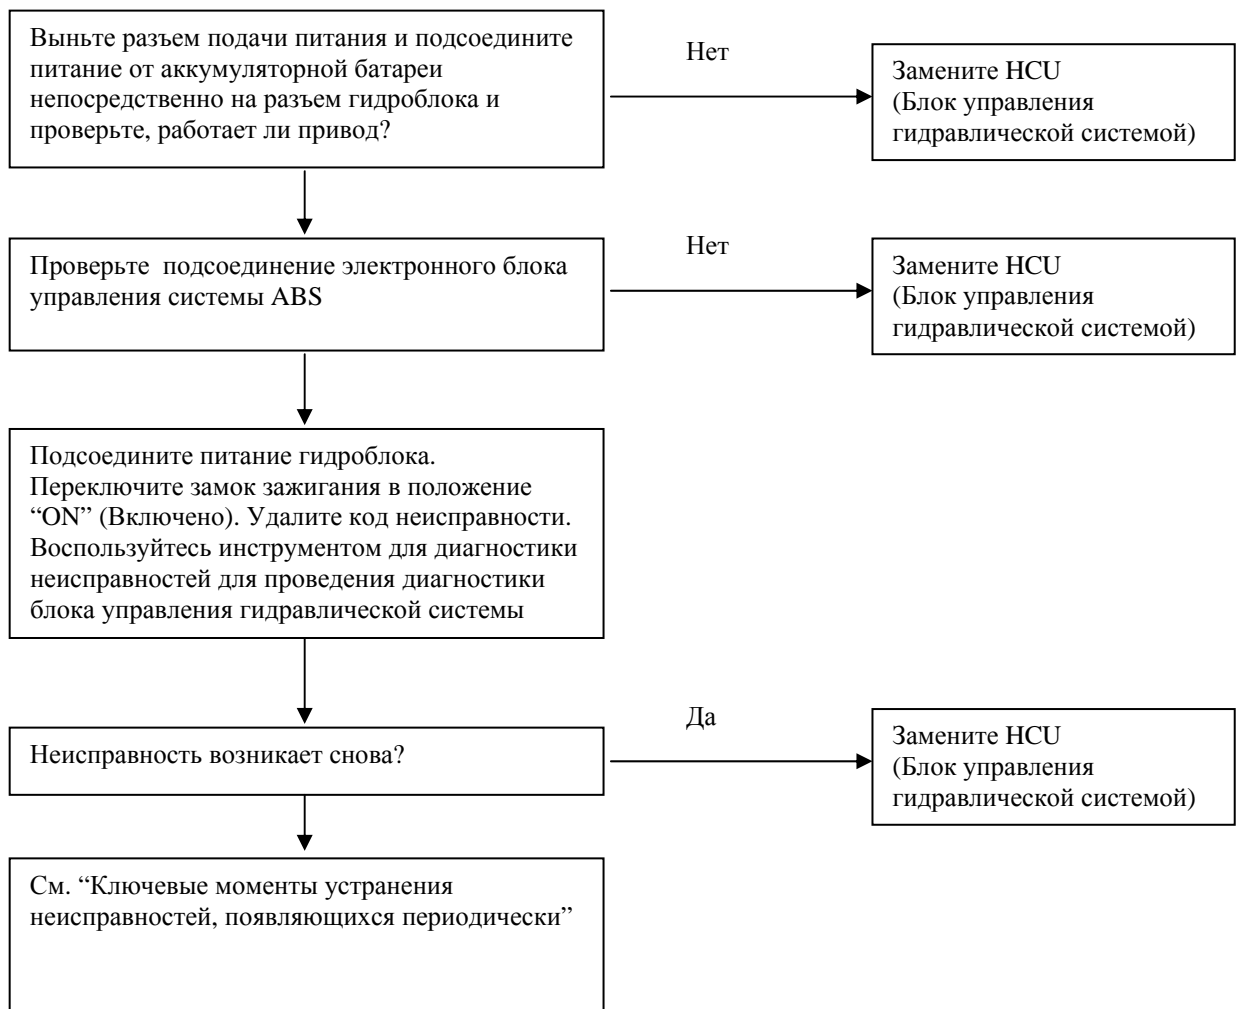 Выньте разъем подачи питания и подсоедините
питание от аккумуляторной батареи
непосредственно на разъем гидроблока и
проверьте, работает ли привод?
Нет
Замените HCU
(Блок управления
гидравлической системой)
Проверьте подсоединение электронного блока
управления системы ABS
Нет
Замените HCU
(Блок управления
гидравлической системой)
Подсоедините питание гидроблока.
Переключите замок зажигания в положение
“ON” (Включено). Удалите код неисправности.
Воспользуйтесь инструментом для диагностики
неисправностей для проведения диагностики
блока управления гидравлической системы
Неисправность возникает снова?
Да
Замените HCU
(Блок управления
гидравлической системой)
См. “Ключевые моменты устранения
неисправностей, появляющихся периодически”